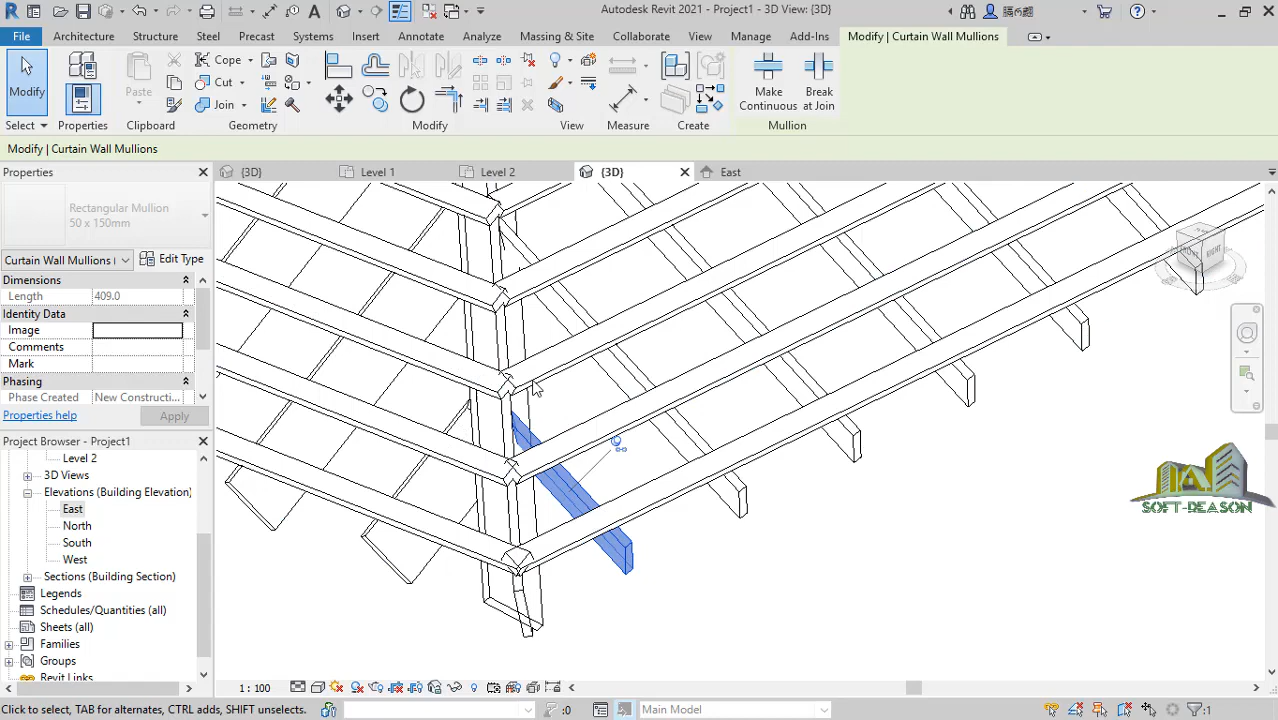 Autodesk Revit 2021 - Project1 - 3D View: {3D}
File Architecture Structure Steel Precast Systems Insert Annotate Analyze Massing & Site Collaborate View Manage Add-Ins Modify | Curtain Wall Mullions
Modify
Paste
Cope
Cut
Join
Make Continuous
Break at Join
Select Properties Clipboard Geometry Modify View Measure Create Mullion
Modify | Curtain Wall Mullions
Properties
{3D} Level 1 Level 2 {3D} East
Rectangular Mullion
50 x 150mm
Curtain Wall Mullions ( Edit Type
Dimensions
Length 409.0
Identity Data
Image
Comments
Mark
Phasing
Phase Created New Constructi...
Properties help Apply
Project Browser - Project1
Level 2
3D Views
Elevations (Building Elevation)
East
North
South
West
Sections (Building Section)
Legends
Schedules/Quantities (all)
Sheets (all)
Families
Groups
Revit Links
FRONT RIGHT
SOFT-REASON
1 : 100
Click to select, TAB for alternates, CTRL adds, SHIFT unselects. :0 Main Model :1